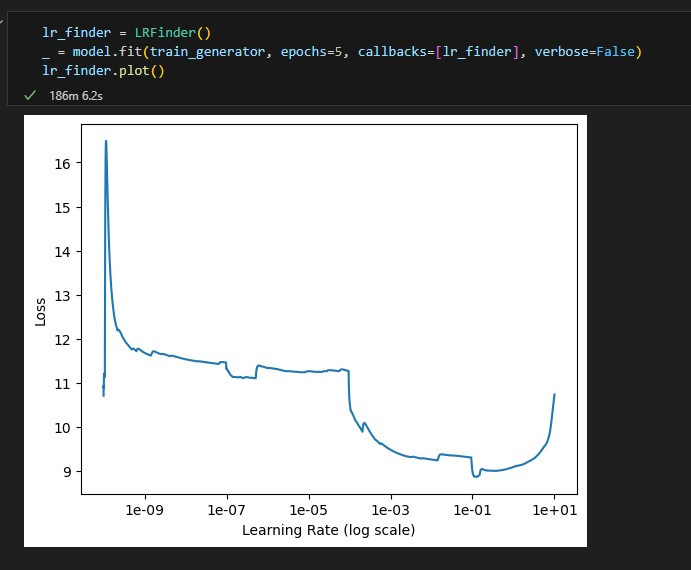 lr_finder = LRFinder()
_ = model.fit(train_generator, epochs=5, callbacks=[lr_finder], verbose=False)
lr_finder.plot()
186m 6.2s
16
15
14
13
12
11
10
9
Loss
1e-09 1e-07 1e-05 1e-03 1e-01 1e+01
Learning Rate (log scale)